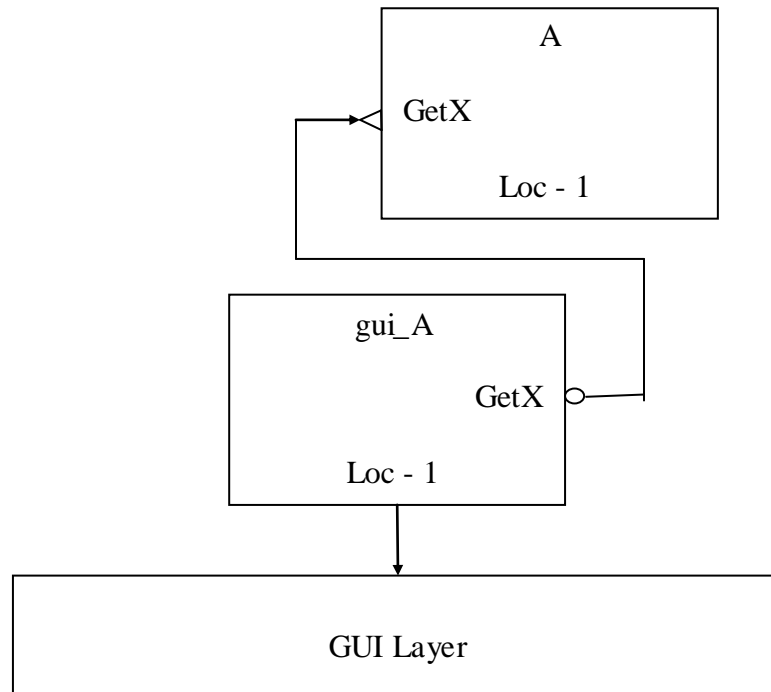 A
GetX
Loc - 1
gui_A
GetX
Loc - 1
GUI Layer